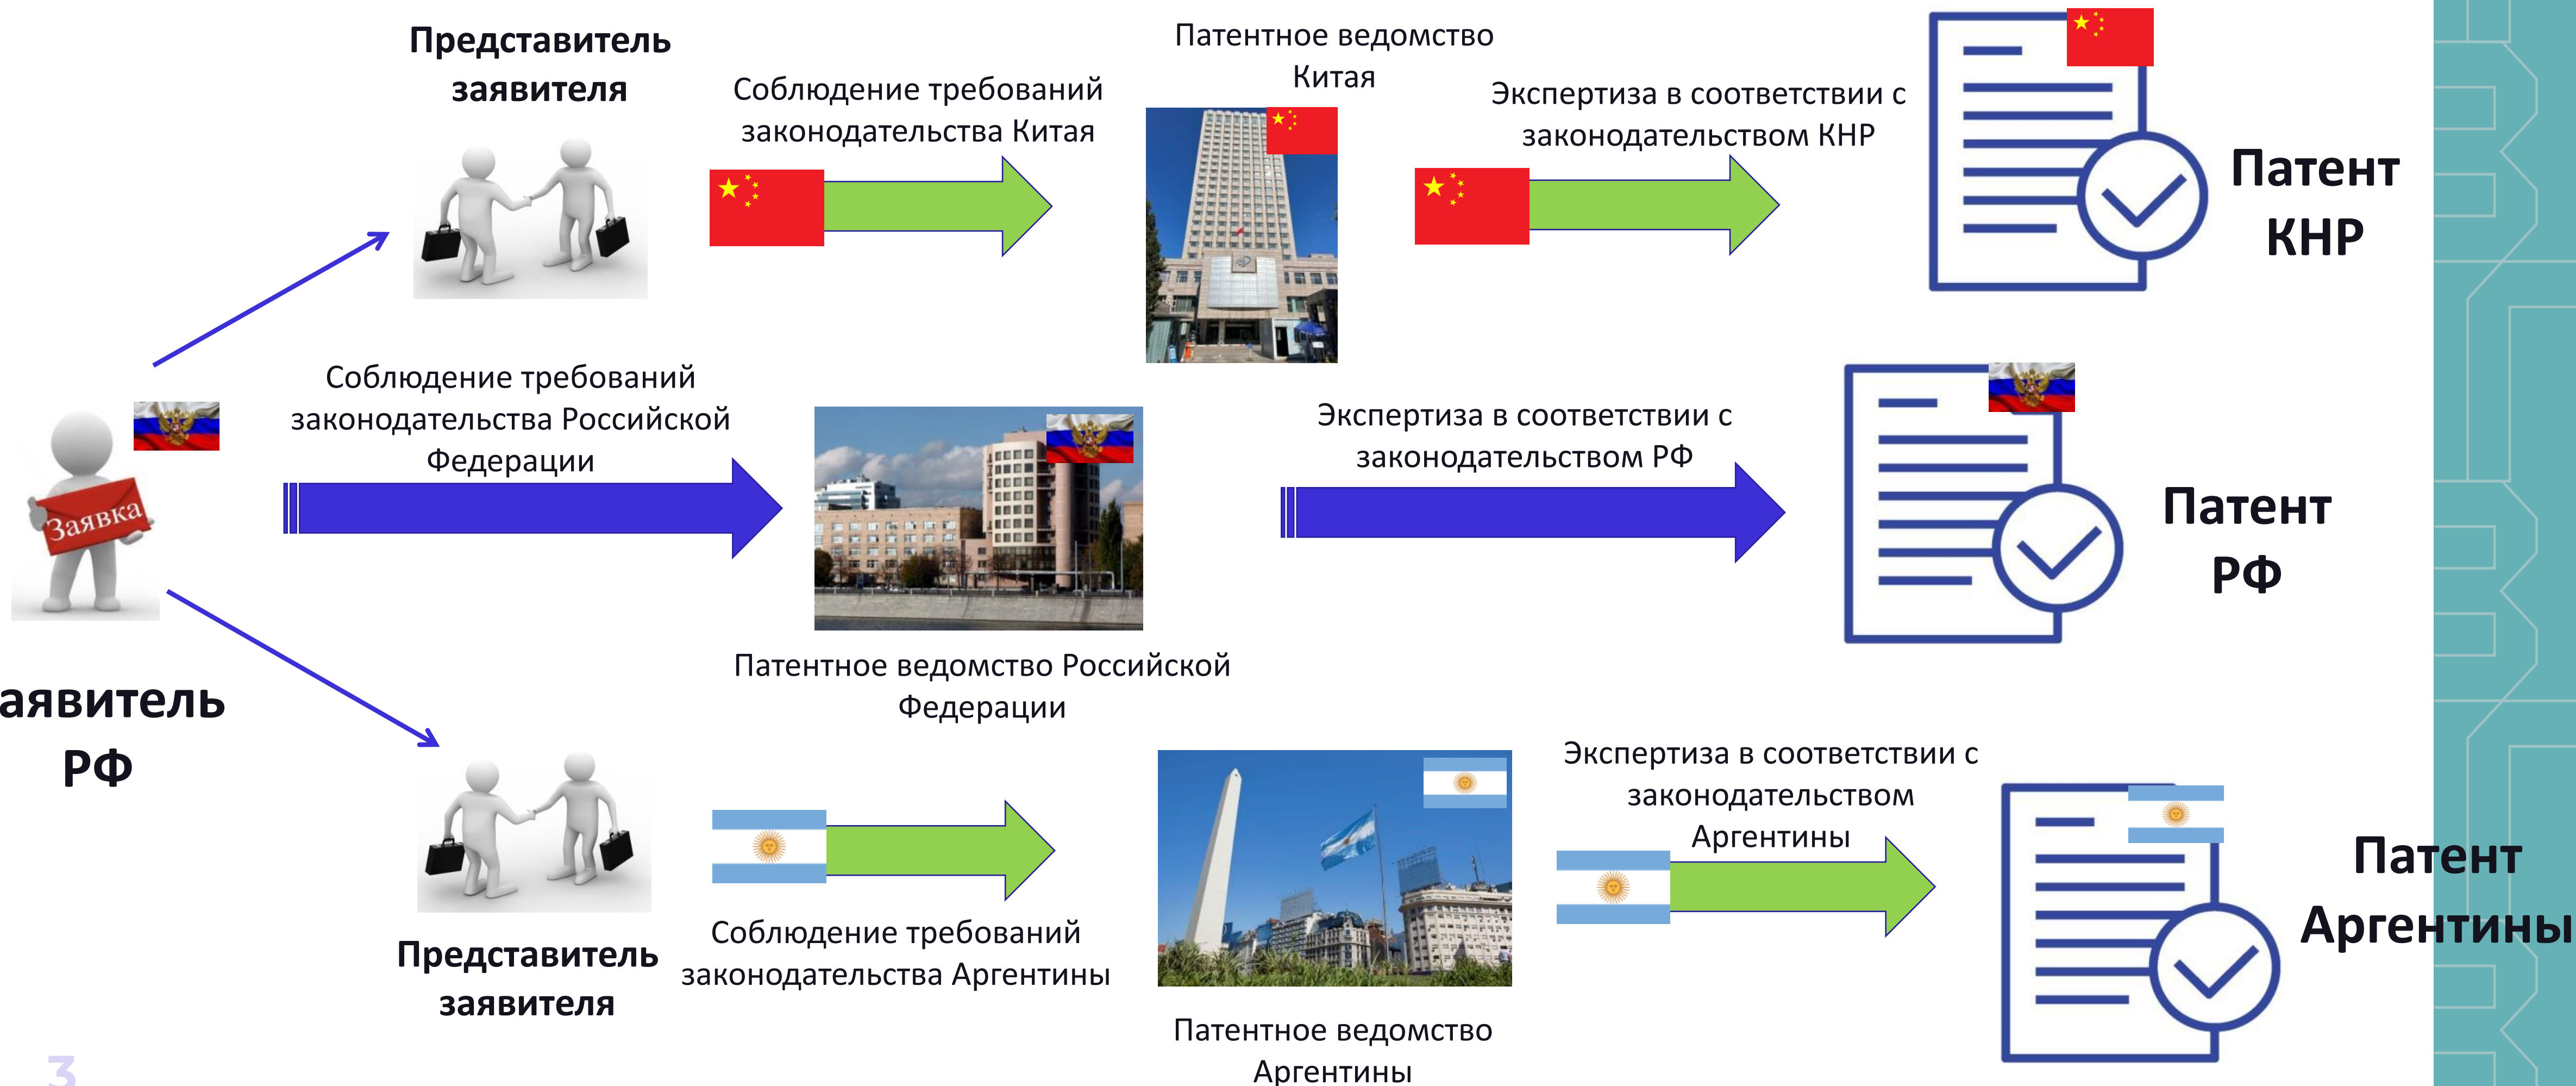 Представитель
заявителя
Соблюдение требований
законодательства Китая
Патентное ведомство
Китая
Экспертиза в соответствии с
законодательством КНР
Патент
КНР
Заявка
аявитель
РФ
Соблюдение требований
законодательства Российской
Федерации
Патентное ведомство Российской
Федерации
Экспертиза в соответствии с
законодательством РФ
Патент
РФ
Представитель
заявителя
Соблюдение требований
законодательства Аргентины
Патентное ведомство
Аргентины
Экспертиза в соответствии с
законодательством
Аргентины
Патент
Аргентины
3